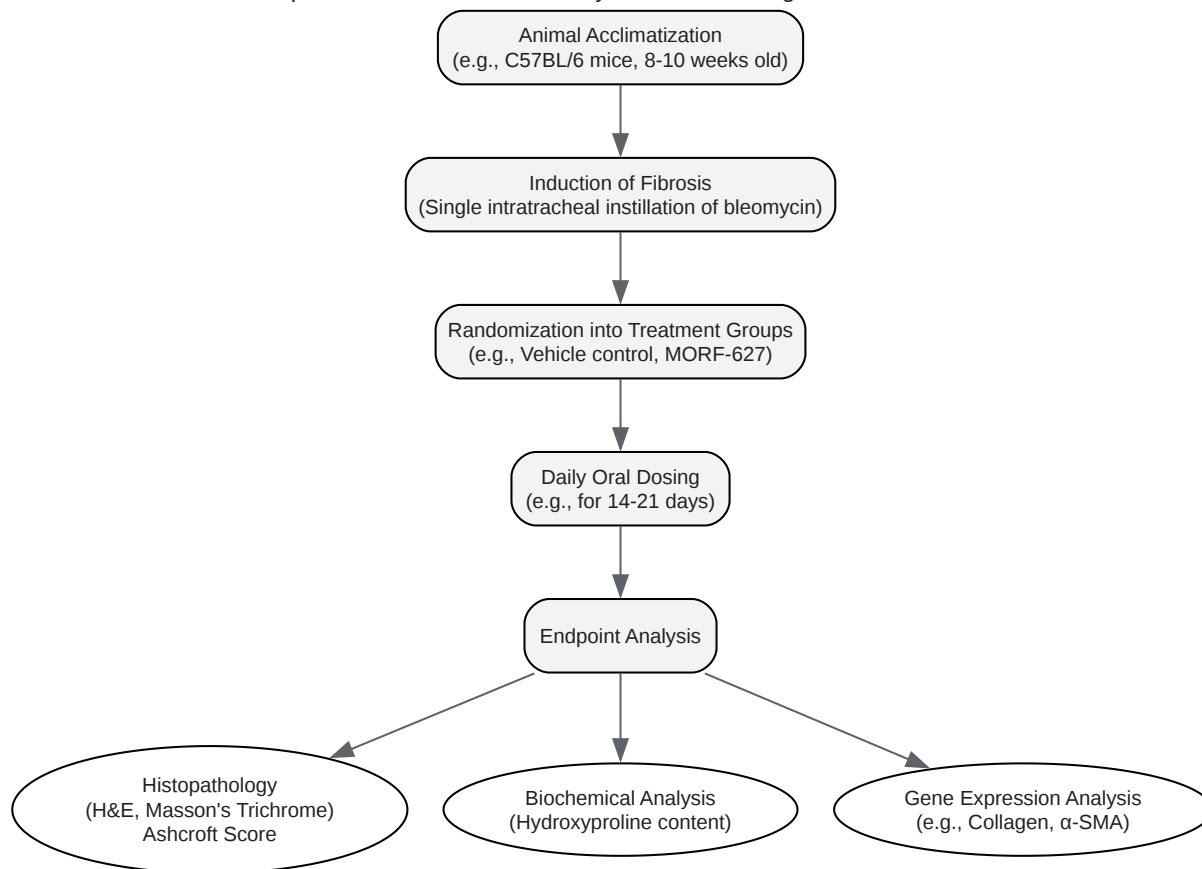 Animal Acclimatization
(e.g., C57BL/6 mice, 8-10 weeks old)
Induction of Fibrosis
(Single intratracheal instillation of bleomycin)
Randomization into Treatment Groups
(e.g., Vehicle control, MORF-627)
Daily Oral Dosing
(e.g., for 14-21 days)
Endpoint Analysis
Histopathology
(H&E, Masson's Trichrome)
Ashcroft Score
Biochemical Analysis
(Hydroxyproline content)
Gene Expression Analysis
(e.g., Collagen, α-SMA)